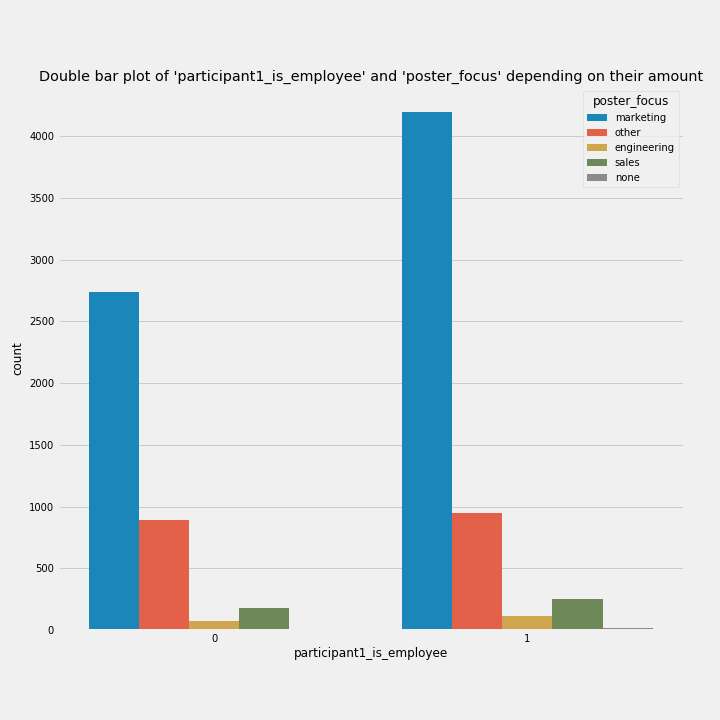 Double bar plot of 'participant1_is_employee' and 'poster_focus' depending on their amount
poster_focus
marketing
other
engineering
sales
none
4000
3500
3000
2500
2000
1500
1000
500
0
count
0
1
participant1_is_employee